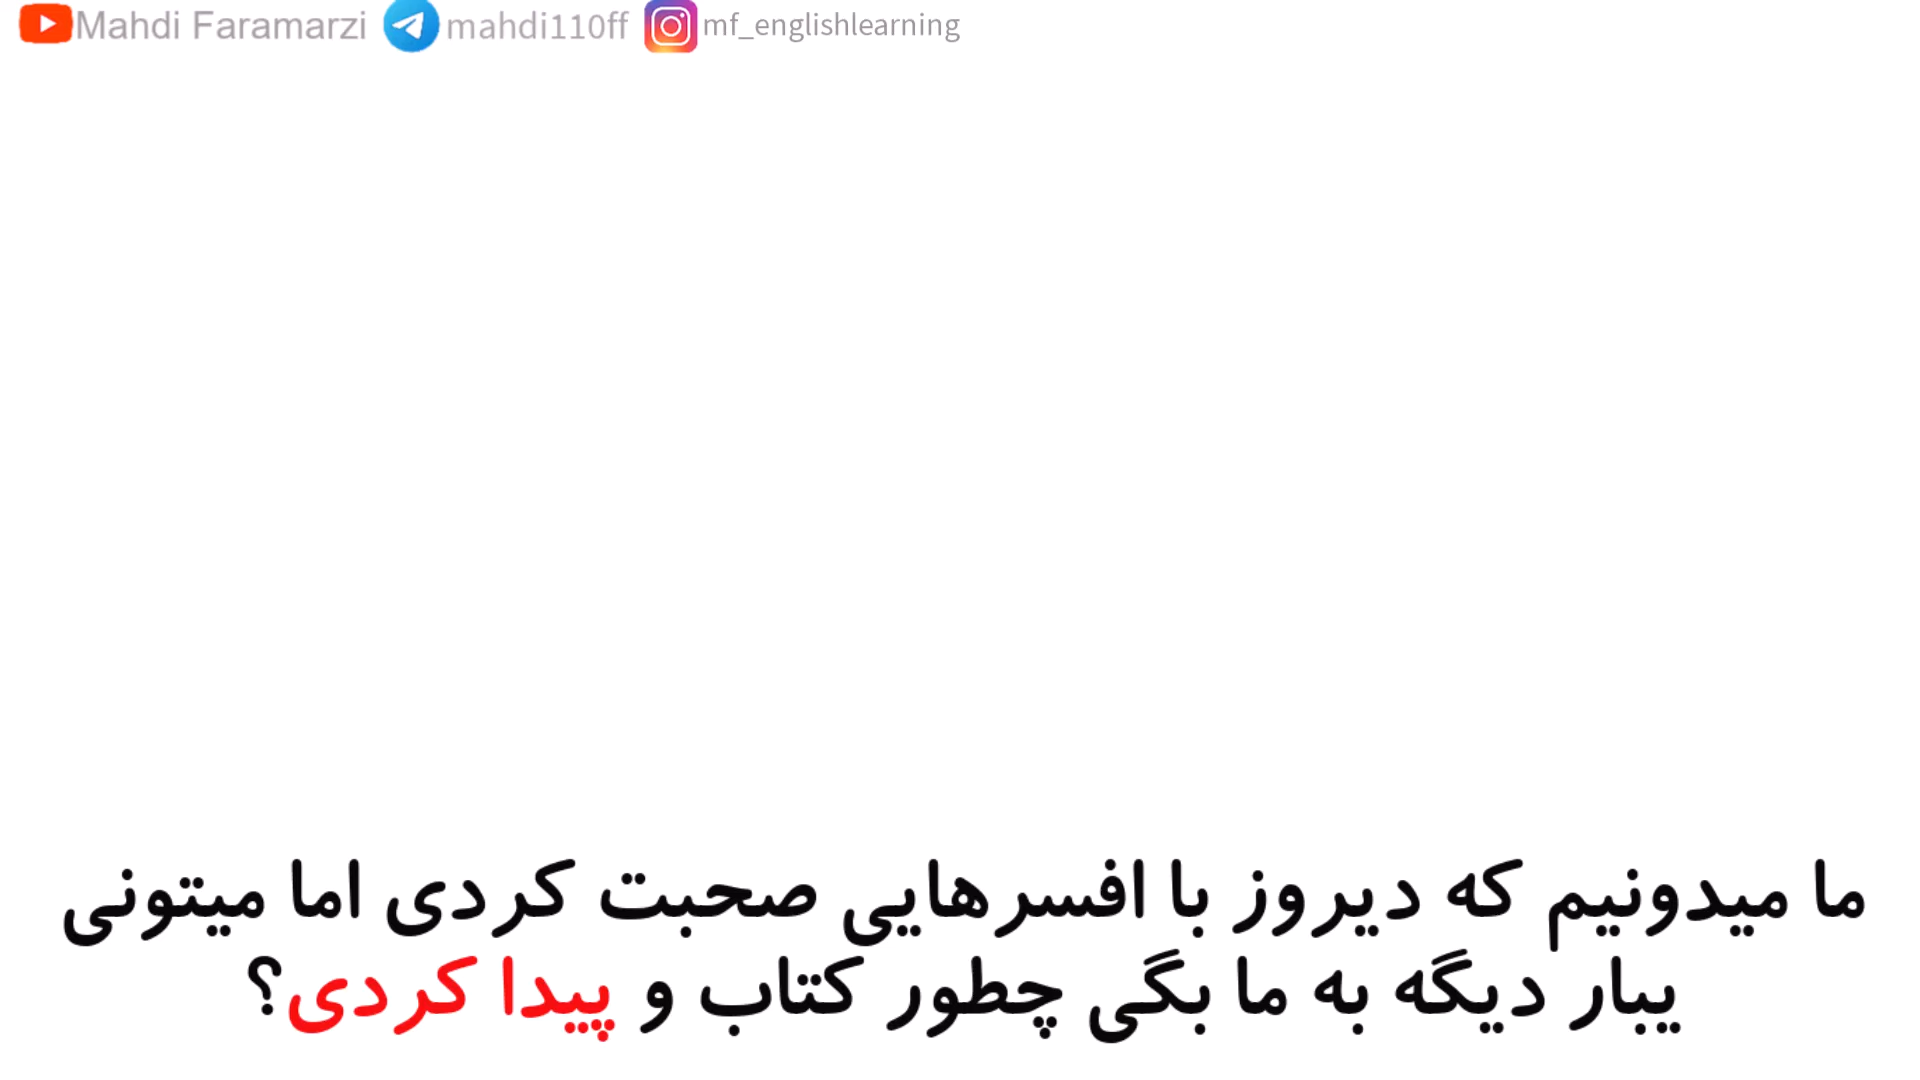 Mahdi Faramarzi mahdi110ff mf_englishlearning
ما میدونیم که دیروز با افسرهایی صحبت کردی اما میتونی
یبار دیگه به ما بگی چطور کتاب و پیدا کردی؟